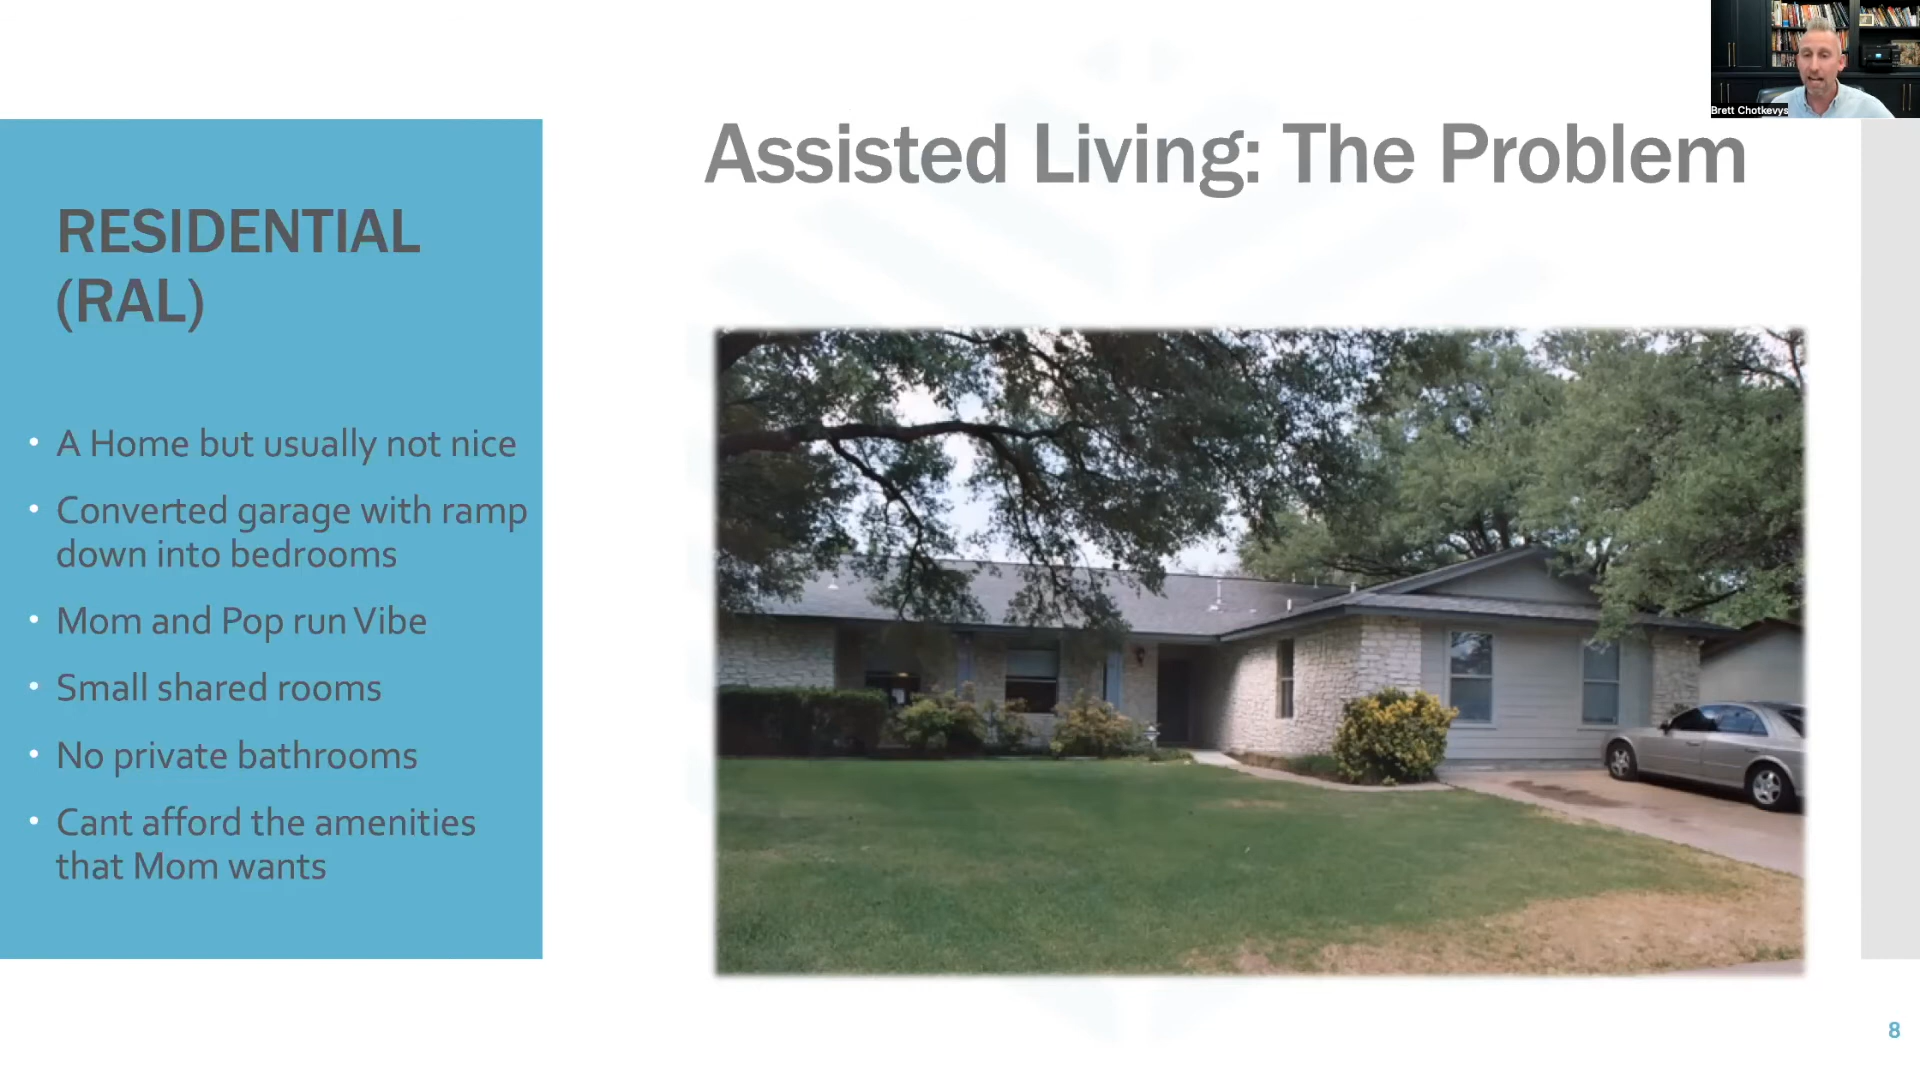 Brett Chotkevys
Assisted Living: The Problem
RESIDENTIAL
(RAL)
• A Home but usually not nice
• Converted garage with ramp
down into bedrooms
• Mom and Pop run Vibe
• Small shared rooms
• No private bathrooms
• Cant afford the amenities
that Mom wants
8